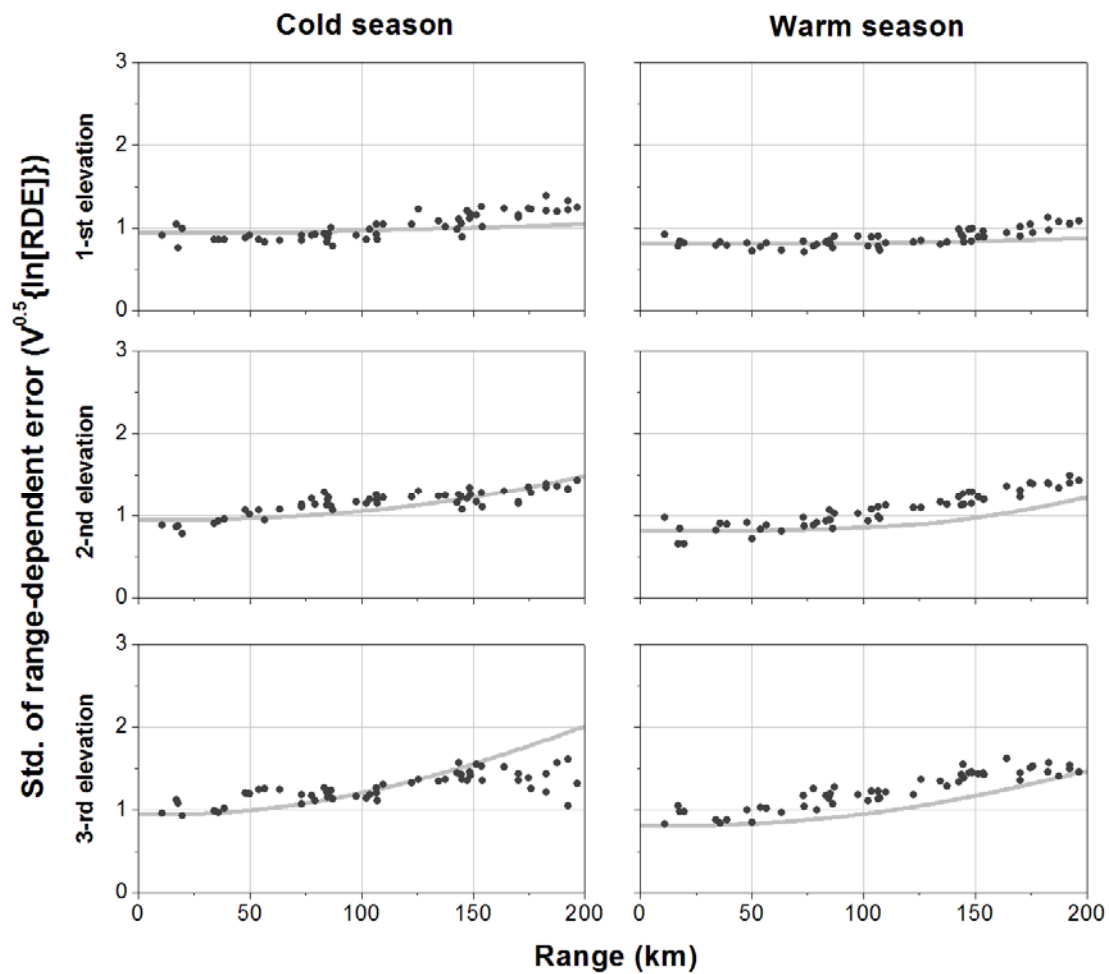 Cold season
Warm season
Std. of range-dependent error (V^0.5{ln[RDE]})
1-st elevation
3
2
1
0
2-nd elevation
3
2
1
0
3-rd elevation
3
2
1
0
0 50 100 150 200
0 50 100 150 200
Range (km)